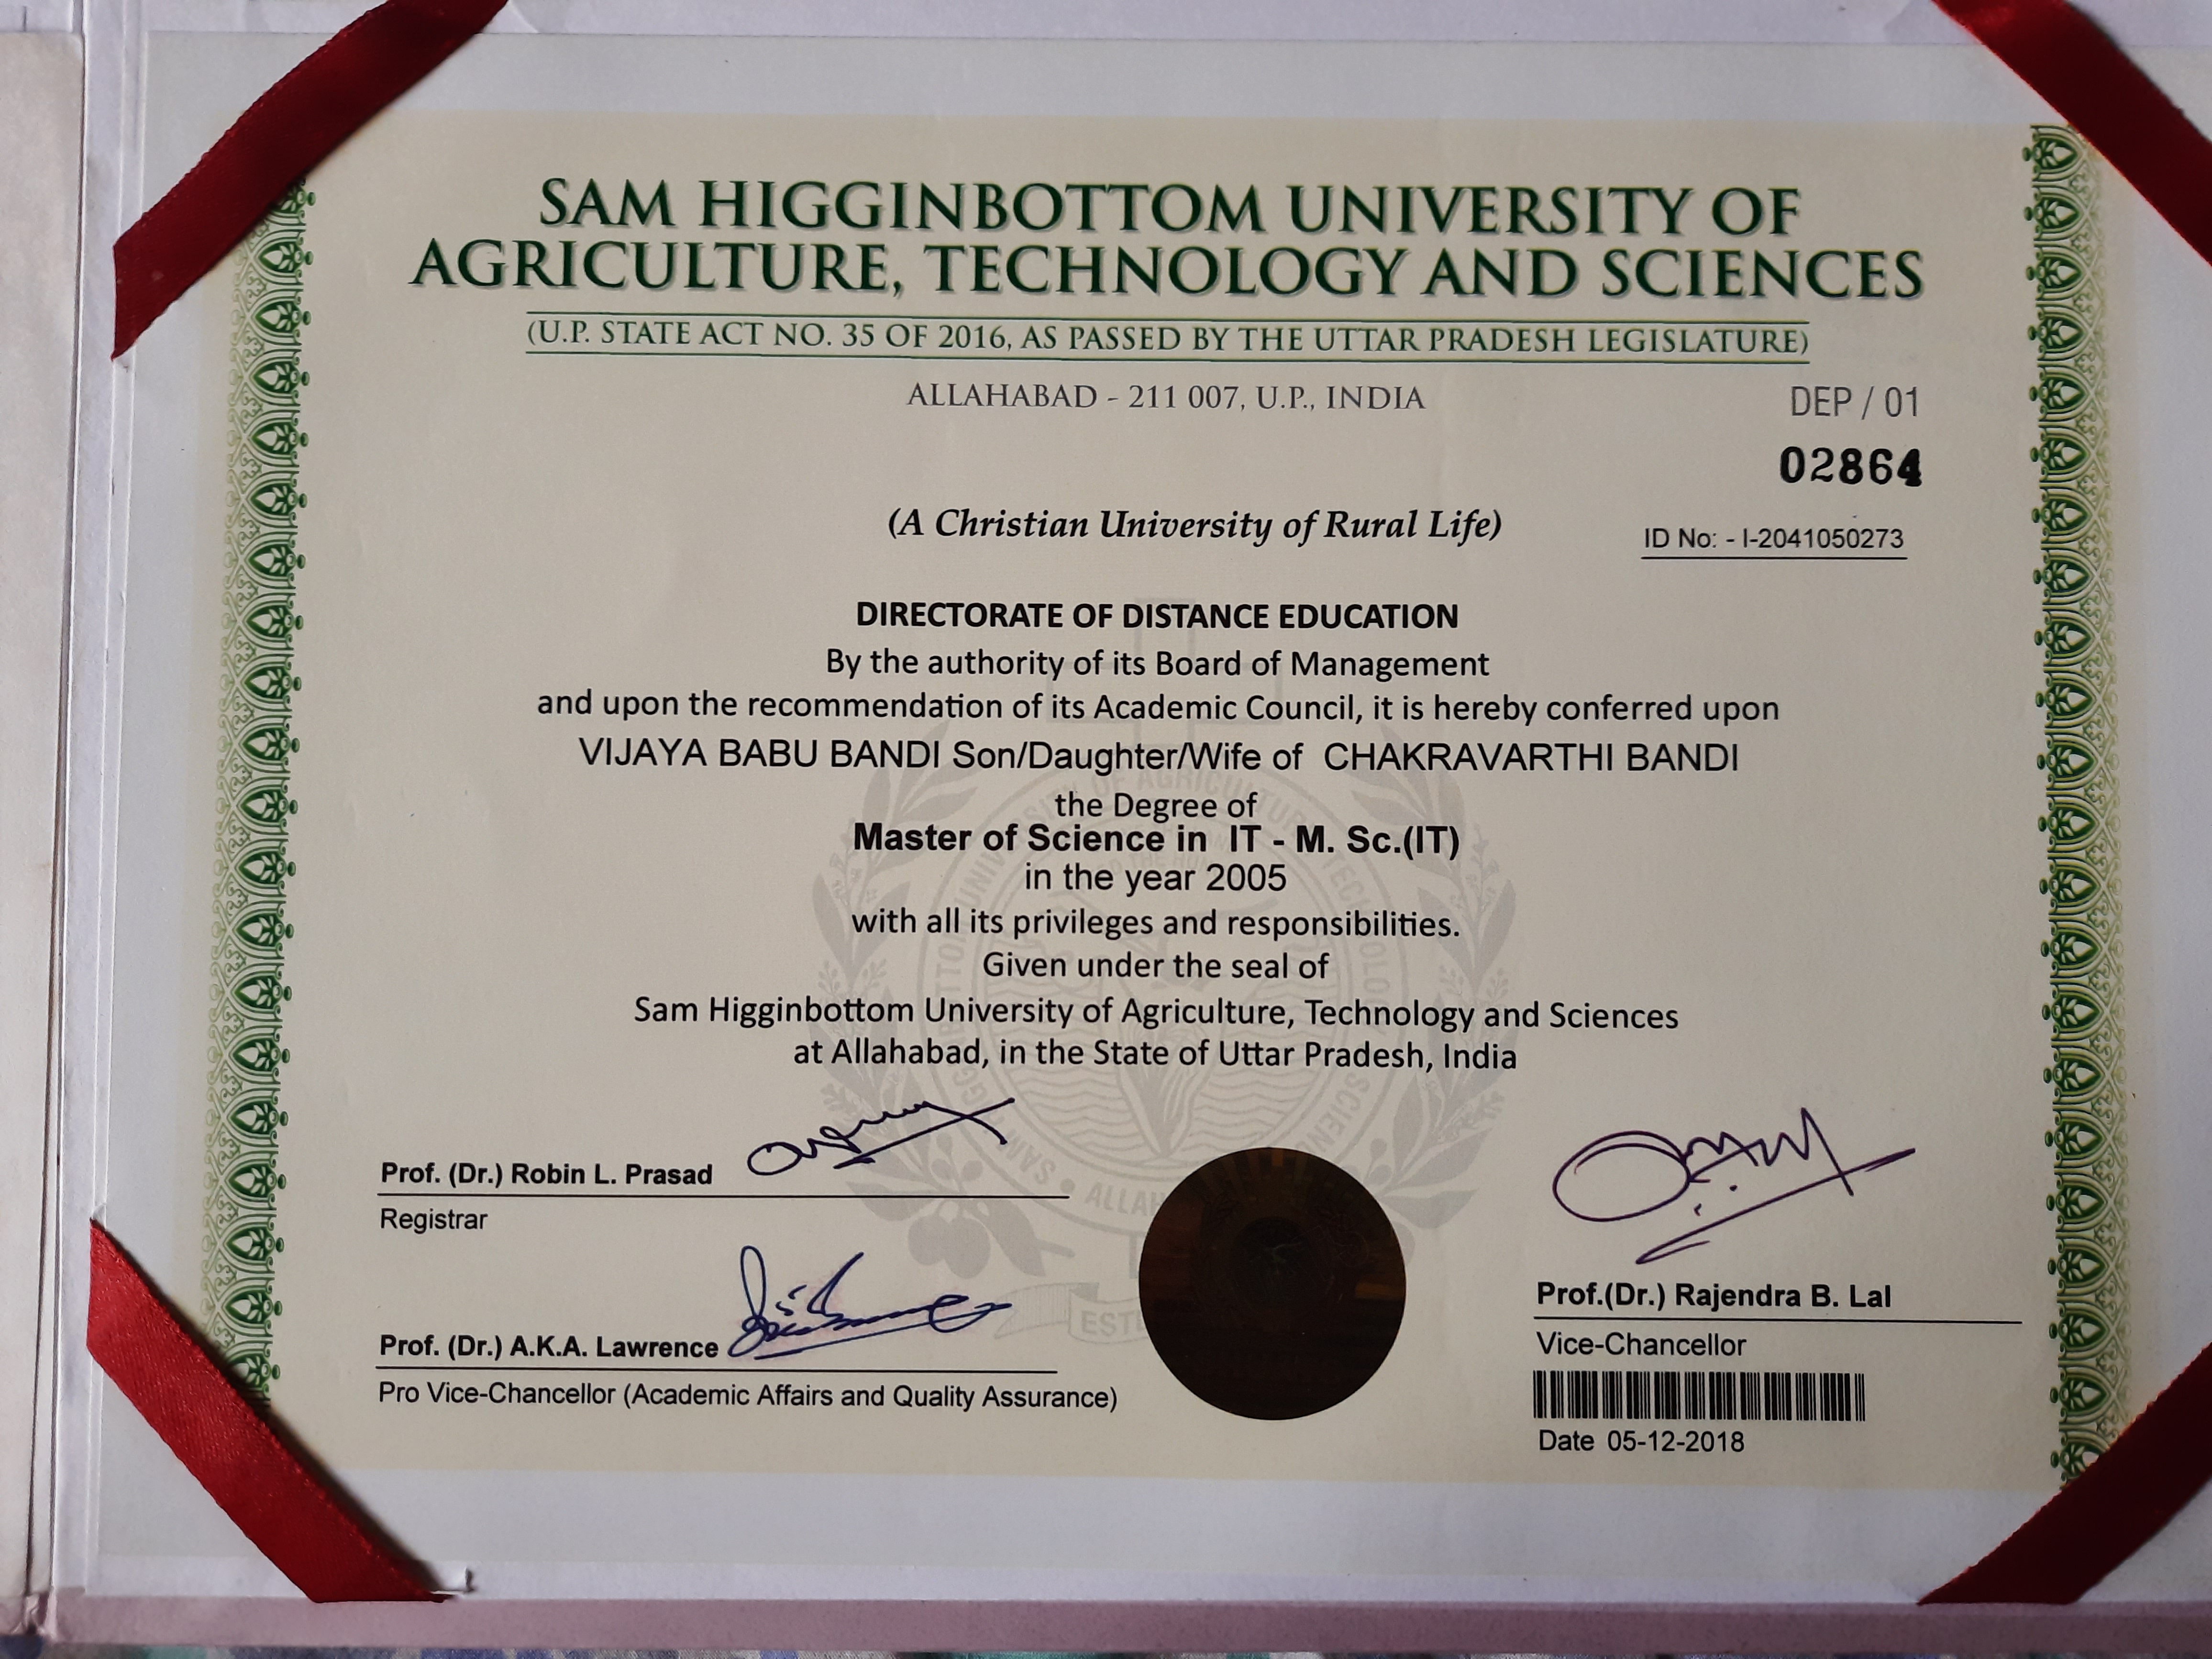 SAM HIGGINBOTTOM UNIVERSITY OF
AGRICULTURE, TECHNOLOGY AND SCIENCES
(U.P. STATE ACT NO. 35 OF 2016, AS PASSED BY THE UTTAR PRADESH LEGISLATURE)
ALLAHABAD - 211 007, U.P., INDIA
DEP / 01
02864
(A Christian University of Rural Life)
ID No: - I-2041050273
DIRECTORATE OF DISTANCE EDUCATION
By the authority of its Board of Management
and upon the recommendation of its Academic Council, it is hereby conferred upon
VIJAYA BABU BANDI Son/Daughter/Wife of CHAKRAVARTHI BANDI
the Degree of
Master of Science in IT - M. Sc.(IT)
in the year 2005
with all its privileges and responsibilities.
Given under the seal of
Sam Higginbottom University of Agriculture, Technology and Sciences
at Allahabad, in the State of Uttar Pradesh, India
Prof. (Dr.) Robin L. Prasad
Registrar
Prof. (Dr.) A.K.A. Lawrence
Pro Vice-Chancellor (Academic Affairs and Quality Assurance)
Prof.(Dr.) Rajendra B. Lal
Vice-Chancellor
Date 05-12-2018